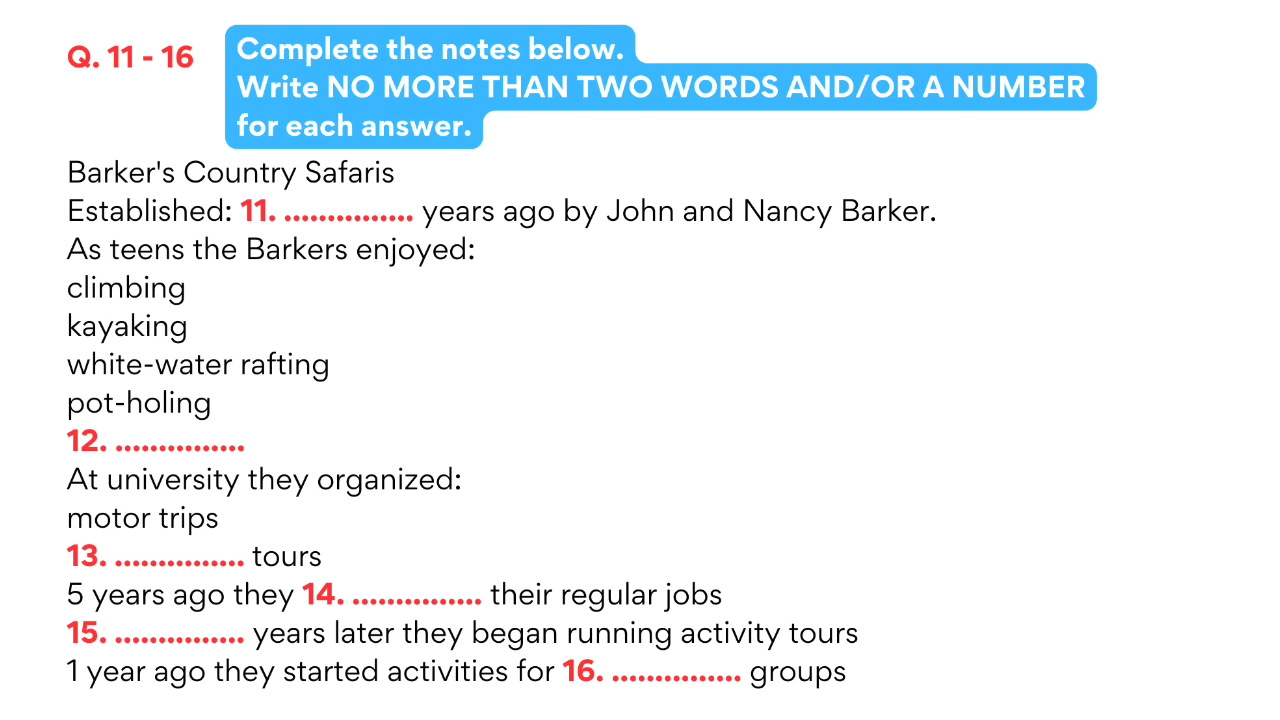 Q. 11 - 16
Complete the notes below.
Write NO MORE THAN TWO WORDS AND/OR A NUMBER
for each answer.
Barker's Country Safaris
Established: 11. ............... years ago by John and Nancy Barker.
As teens the Barkers enjoyed:
climbing
kayaking
white-water rafting
pot-holing
12. ...............
At university they organized:
motor trips
13. ............... tours
5 years ago they 14. ............... their regular jobs
15. ............... years later they began running activity tours
1 year ago they started activities for 16. ............... groups